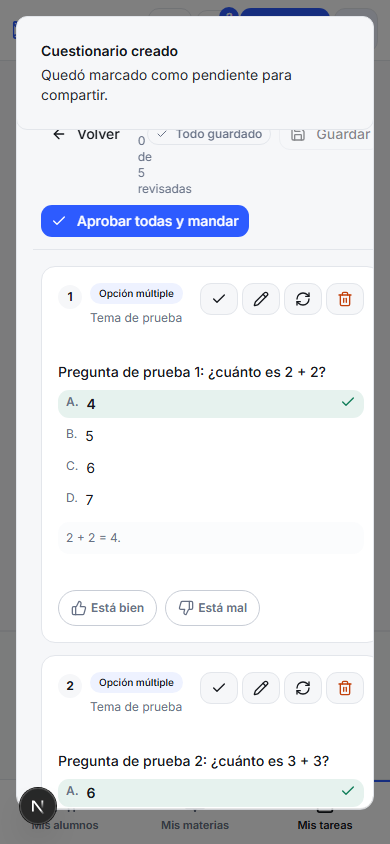 Cuestionario creado
Quedó marcado como pendiente para
compartir.
Volver
0
de
5
revisadas
Todo guardado
Guardar
Aprobar todas y mandar
1
Opción múltiple
Tema de prueba
Pregunta de prueba 1: ¿cuánto es 2 + 2?
A. 4
B. 5
C. 6
D. 7
2 + 2 = 4.
Está bien
Está mal
2
Opción múltiple
Tema de prueba
Pregunta de prueba 2: ¿cuánto es 3 + 3?
A. 6
N
Mis alumnos
Mis materias
Mis tareas